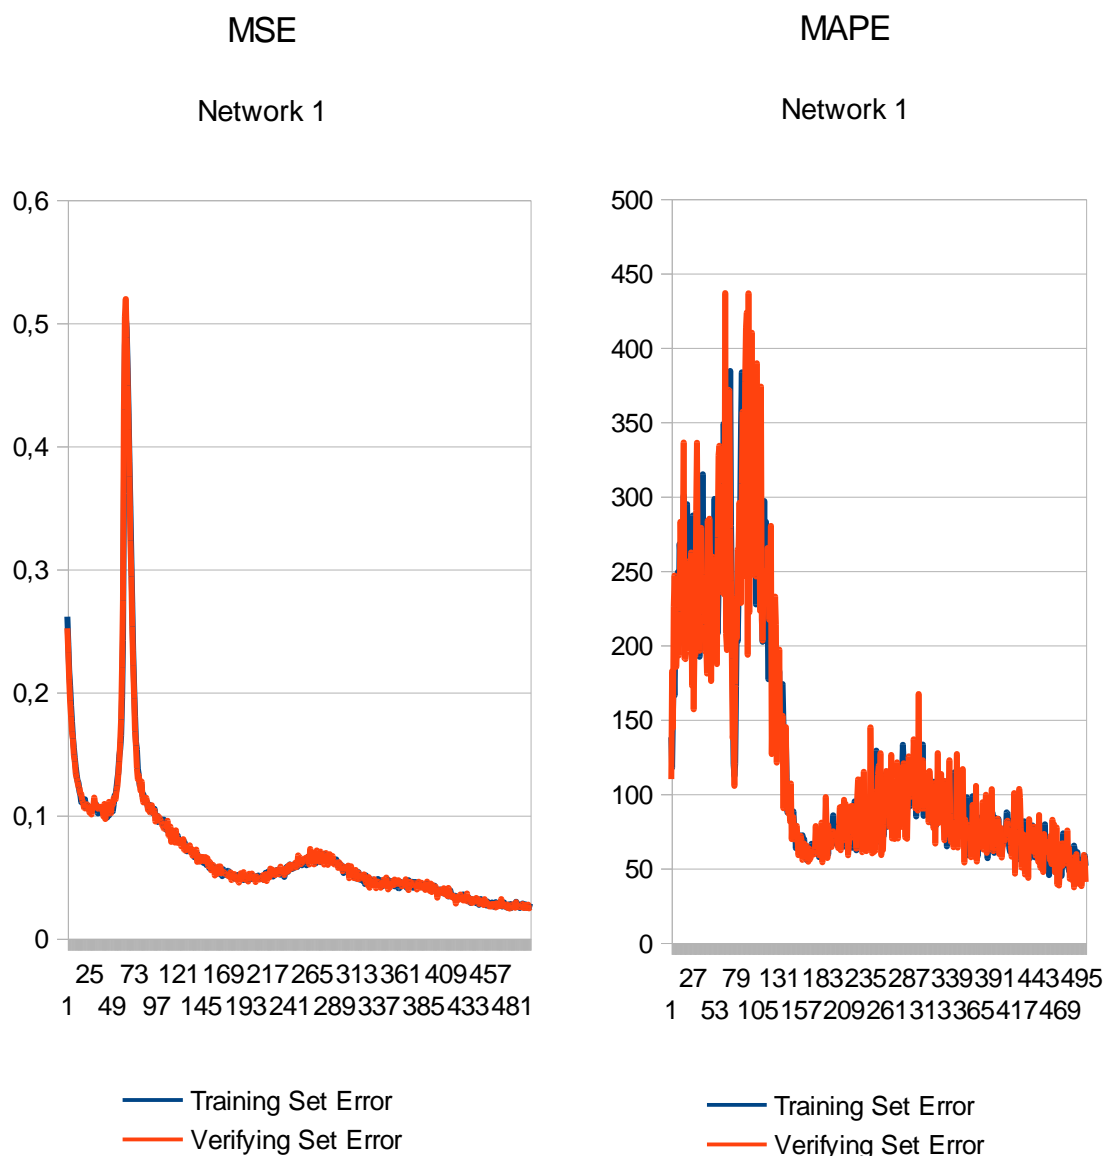 MSE
Network 1
0,6
0,5
0,4
0,3
0,2
0,1
0
25 73 121 169 217 265 313 361 409 457
1 49 97 145 193 241 289 337 385 433 481
Training Set Error
Verifying Set Error
MAPE
Network 1
500
450
400
350
300
250
200
150
100
50
0
27 79 131 183 235 287 339 391 443 495
1 53 105 157 209 261 313 365 417 469
Training Set Error
Verifying Set Error